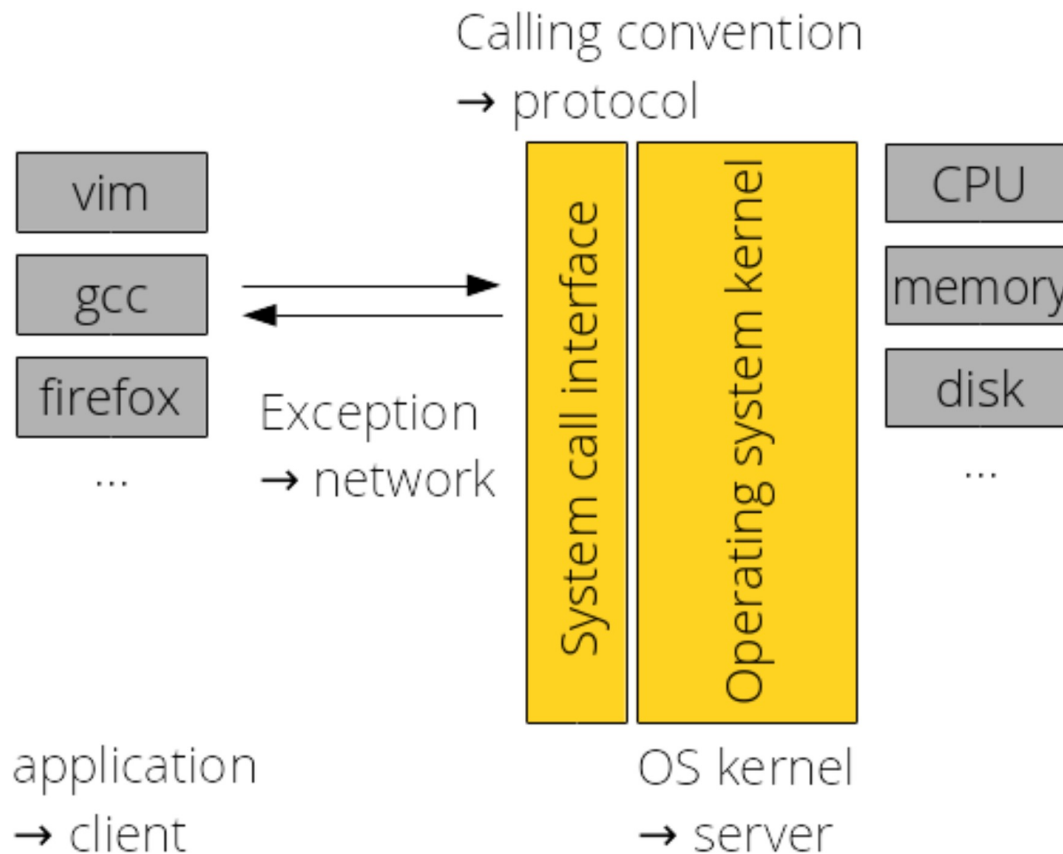 Calling convention
→ protocol
vim
gcc
firefox
...
Exception
→ network
System call interface
Operating system kernel
CPU
memory
disk
...
application
→ client
OS kernel
→ server